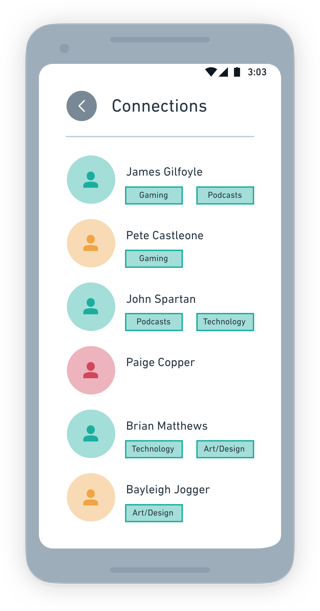 3:03
Connections
James Gilfoyle
Gaming Podcasts
Pete Castleone
Gaming
John Spartan
Podcasts Technology
Paige Copper
Brian Matthews
Technology Art/Design
Bayleigh Jogger
Art/Design